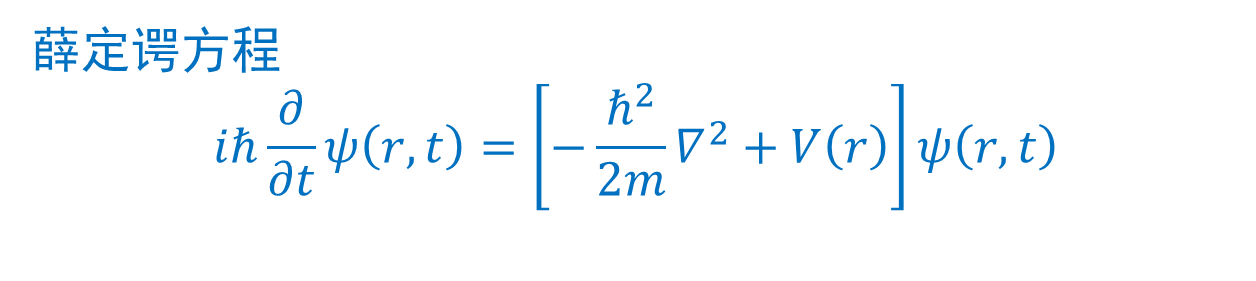 薛定谔方程
iℏ ∂/∂t ψ(r,t) = [−ℏ²/2m ∇² + V(r)] ψ(r,t)